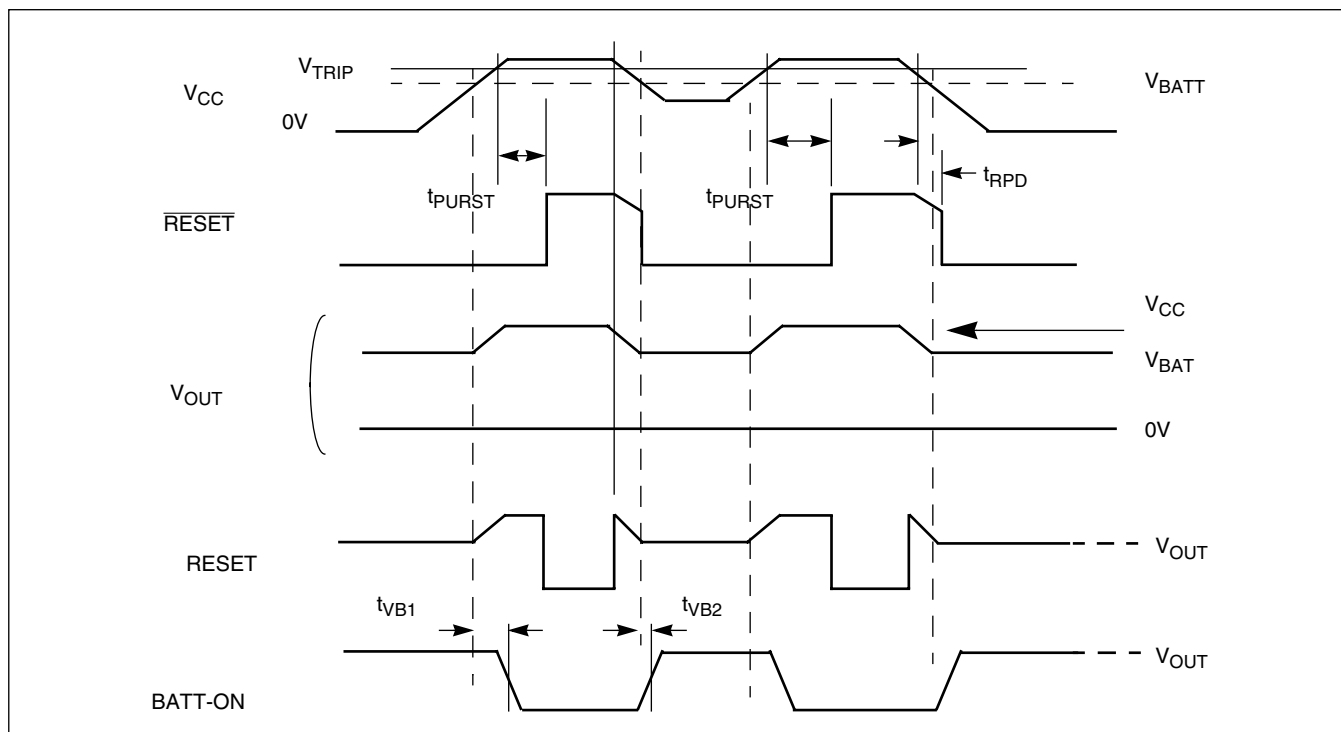 VTRIP
VCC
VBATT
0V
tPURST
tPURST
tRPD
RESET
VCC
VBAT
VOUT
0V
RESET
VOUT
tVB1
tVB2
VOUT
BATT-ON